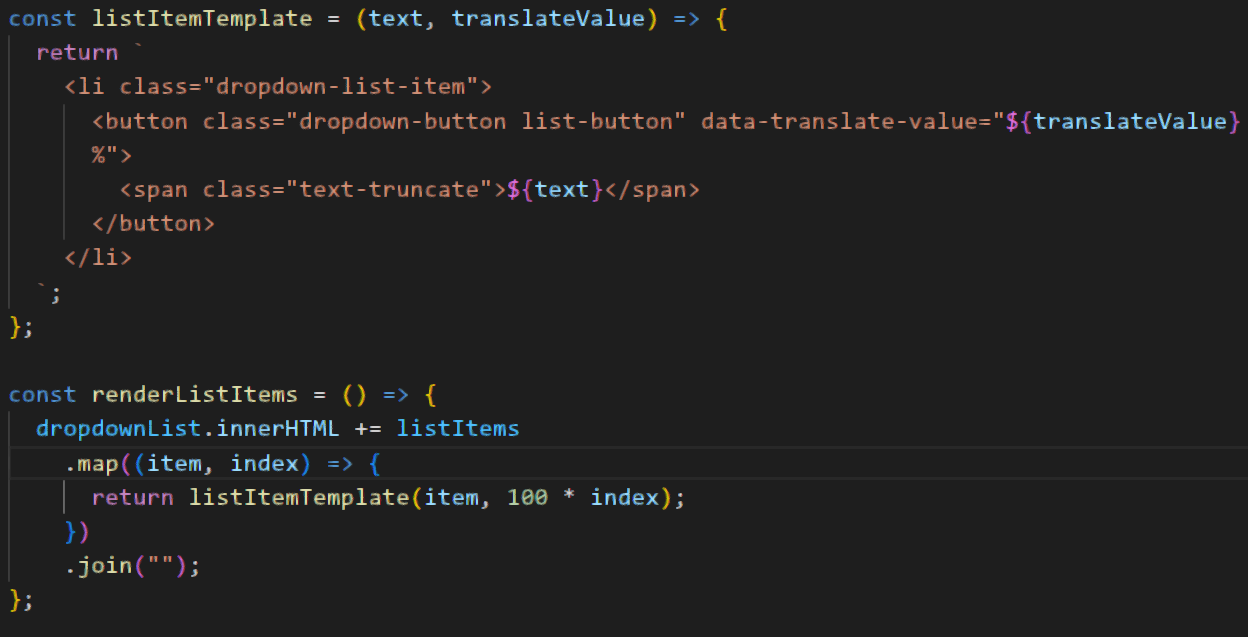 const listItemTemplate = (text, translateValue) => {
  return `
    <li class="dropdown-list-item">
      <button class="dropdown-button list-button" data-translate-value="${translateValue}
      %">
        <span class="text-truncate">${text}</span>
      </button>
    </li>
  `;
};

const renderListItems = () => {
  dropdownList.innerHTML += listItems
    .map((item, index) => {
      return listItemTemplate(item, 100 * index);
    })
    .join("");
};